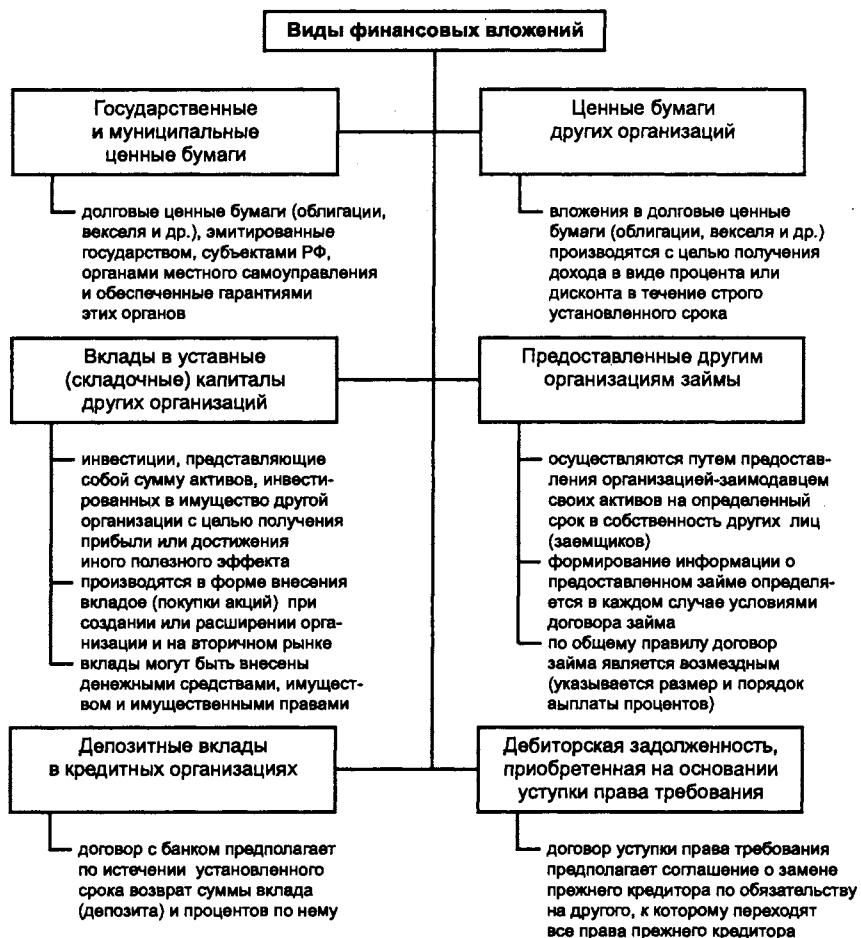 Виды финансовых вложений
Государственные
и муниципальные
ценные бумаги
долговые ценные бумаги (облигации,
векселя и др.), эмитированные
государством, субъектами РФ,
органами местного самоуправления
и обеспеченные гарантиями
этих органов
Ценные бумаги
других организаций
вложения в долговые ценные
бумаги (облигации, векселя и др.)
производятся с целью получения
дохода в виде процента или
дисконта в течение строго
установленного срока
Вклады в уставные
(складочные) капиталы
других организаций
инвестиции, представляющие
собой сумму активов, инвести-
рованных в имущество другой
организации с целью получения
прибыли или достижения
иного полезного эффекта
производятся в форме внесения
вкладое (покупки акций) при
создании или расширении орга-
низации и на вторичном рынке
вклады могут быть внесены
денежными средствами, имущест-
вом и имущественными правами
Предоставленные другим
организациям займы
осуществляются путем предостав-
ления организацией-заимодавцем
своих активов на определенный
срок в собственность других лиц
(заемщиков)
формирование информации о
предоставленном займе определя-
ется в каждом случае условиями
договора займа
по общему правилу договор
займа является возмездным
(указывается размер и порядок
аыплаты процентов)
Депозитные вклады
в кредитных организациях
договор с банком предполагает
по истечении установленного
срока возврат суммы вклада
(депозита) и процентов по нему
Дебиторская задолженность,
приобретенная на основании
уступки права требования
договор уступки права требования
предполагает соглашение о замене
прежнего кредитора по обязательству
на другого, к которому переходят
все права прежнего кредитора